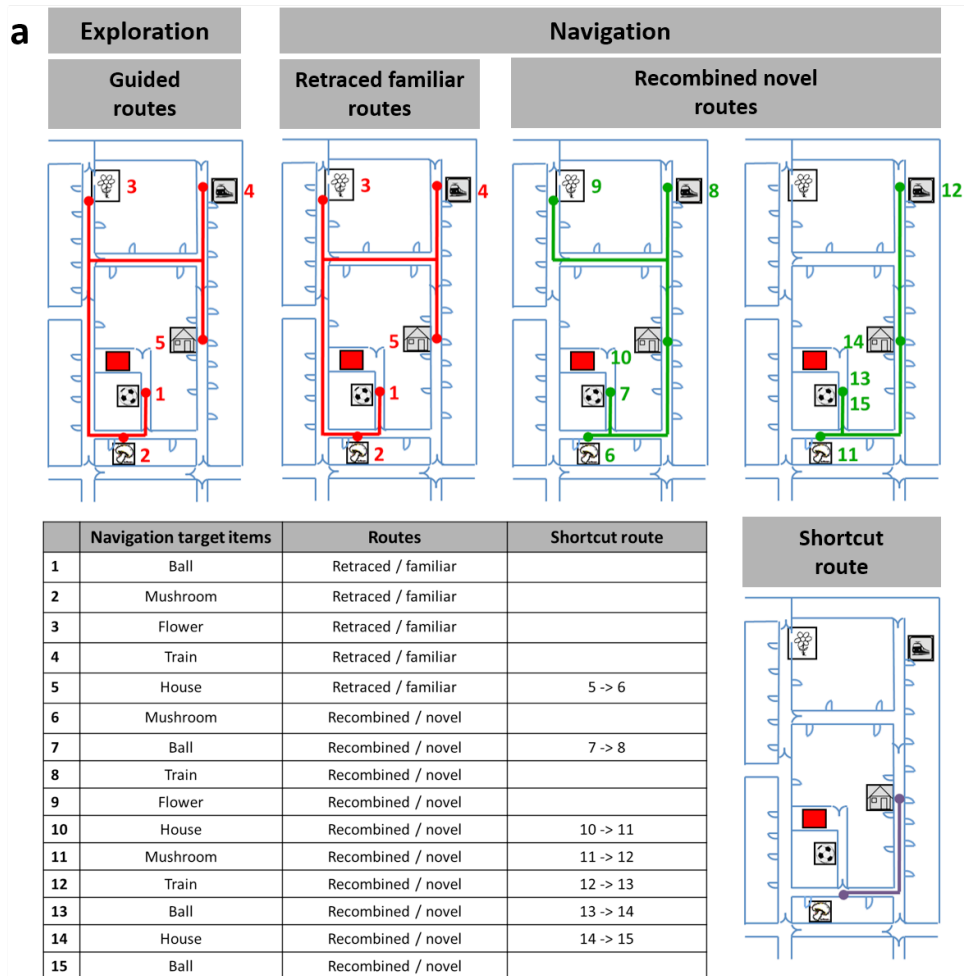 a
Exploration
Navigation
Guided
routes
Retraced familiar
routes
Recombined novel
routes
3
4
5
1
2
3
4
5
1
2
9
8
10
7
6
12
14
13
15
11
Navigation target items Routes Shortcut route
1 Ball Retraced / familiar
2 Mushroom Retraced / familiar
3 Flower Retraced / familiar
4 Train Retraced / familiar
5 House Retraced / familiar 5 -> 6
6 Mushroom Recombined / novel
7 Ball Recombined / novel 7 -> 8
8 Train Recombined / novel
9 Flower Recombined / novel
10 House Recombined / novel 10 -> 11
11 Mushroom Recombined / novel 11 -> 12
12 Train Recombined / novel 12 -> 13
13 Ball Recombined / novel 13 -> 14
14 House Recombined / novel 14 -> 15
15 Ball Recombined / novel
Shortcut
route